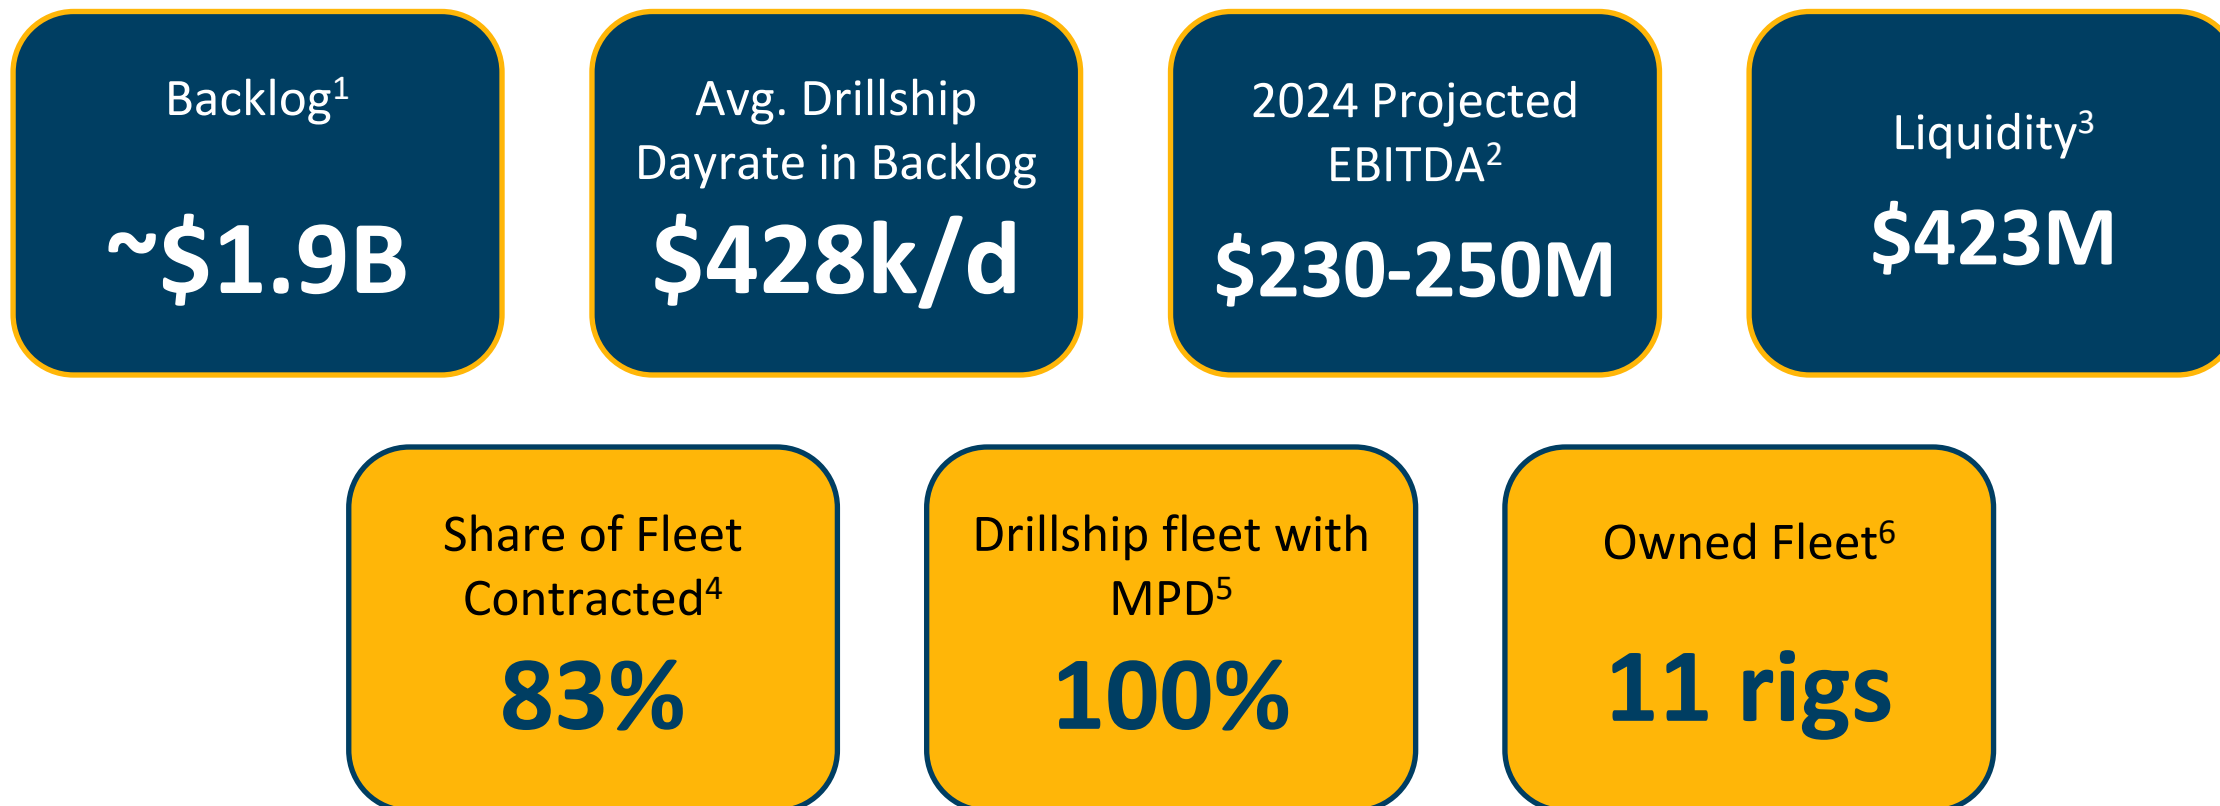 Backlog¹
~$1.9B
Avg. Drillship
Dayrate in Backlog
$428k/d
2024 Projected
EBITDA²
$230-250M
Liquidity³
$423M
Share of Fleet
Contracted⁴
83%
Drillship fleet with
MPD⁵
100%
Owned Fleet⁶
11 rigs